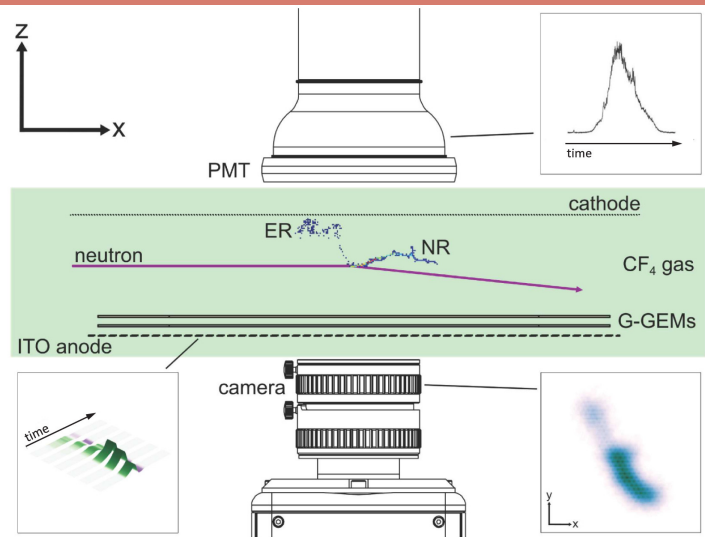 z
x
PMT
time
cathode
ER
NR
neutron
CF₄ gas
G-GEMs
ITO anode
camera
time
y
x